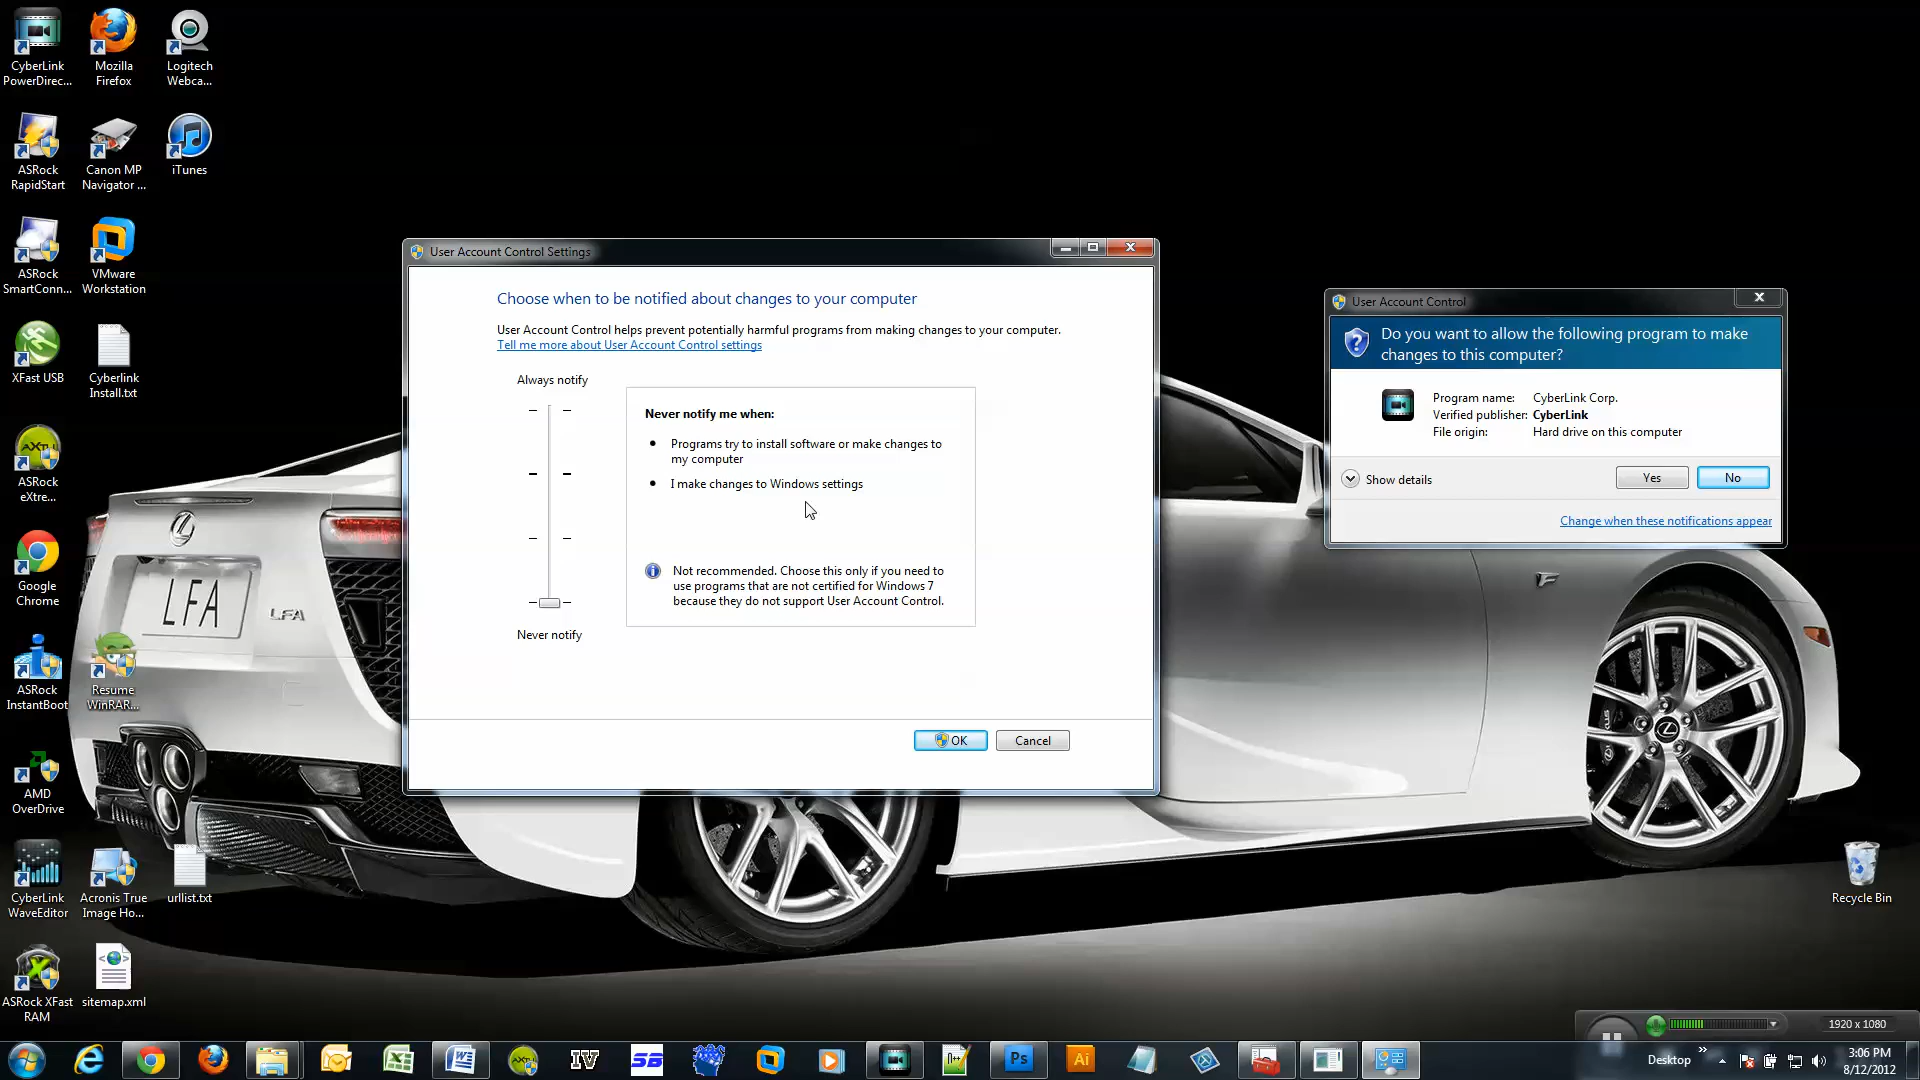 CyberLink
PowerDirec...
Mozilla
Firefox
Logitech
Webca...
ASRock
RapidStart
Canon MP
Navigator ...
iTunes
ASRock
SmartConn...
VMware
Workstation
XFast USB
Cyberlink
Install.txt
ASRock
eXtre...
Google
Chrome
ASRock
InstantBoot
Resume
WinRAR...
AMD
OverDrive
CyberLink
WaveEditor
Acronis True
Image Ho...
urllist.txt
ASRock XFast
RAM
sitemap.xml
LFA
LFA
User Account Control Settings
Choose when to be notified about changes to your computer
User Account Control helps prevent potentially harmful programs from making changes to your computer.
Tell me more about User Account Control settings
Always notify
Never notify me when:
Programs try to install software or make changes to
my computer
I make changes to Windows settings
Not recommended. Choose this only if you need to
use programs that are not certified for Windows 7
because they do not support User Account Control.
Never notify
OK
Cancel
User Account Control
Do you want to allow the following program to make
changes to this computer?
Program name: CyberLink Corp.
Verified publisher: CyberLink
File origin: Hard drive on this computer
Show details
Yes
No
Change when these notifications appear
Recycle Bin
1920 x 1080
IV
SB
Ps
Ai
Desktop
3:06 PM
8/12/2012